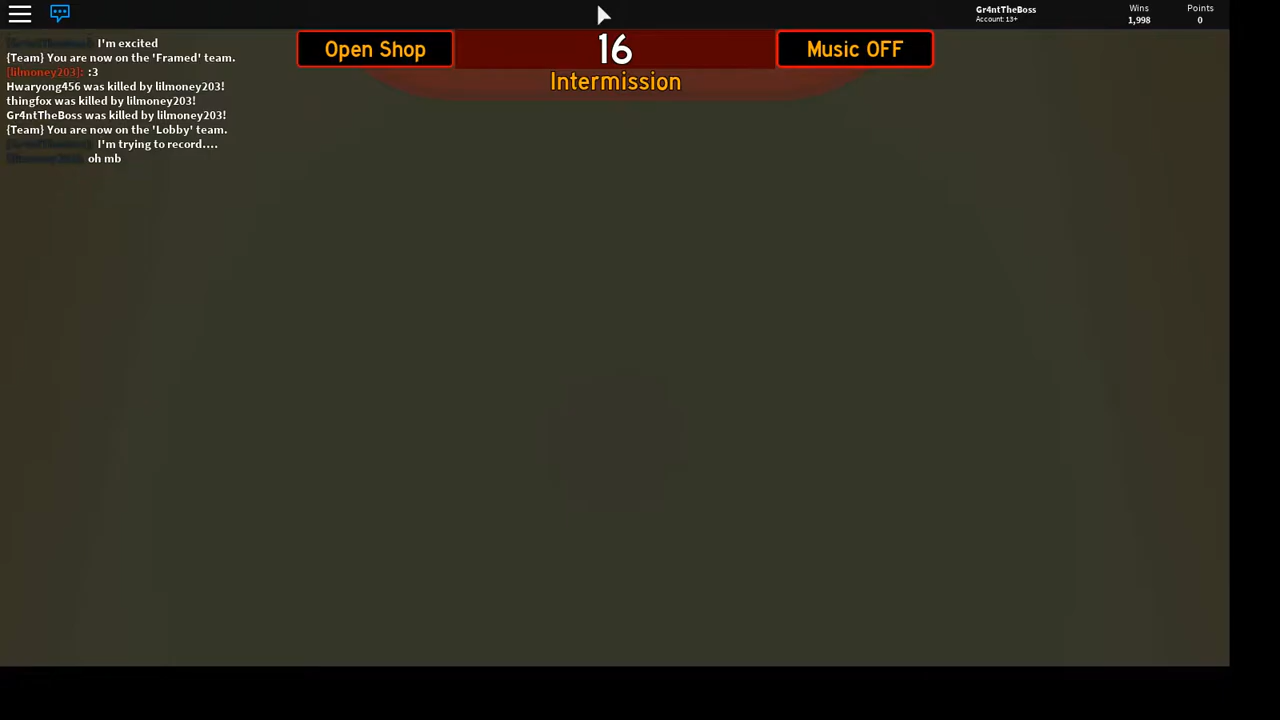 Gr4ntTheBoss
Account: 13+
Wins
1,998
Points
0
Open Shop
16
Music OFF
Intermission
I'm excited
{Team} You are now on the 'Framed' team.
[lilmoney203]: :3
Hwaryong456 was killed by lilmoney203!
thingfox was killed by lilmoney203!
Gr4ntTheBoss was killed by lilmoney203!
{Team} You are now on the 'Lobby' team.
I'm trying to record....
oh mb